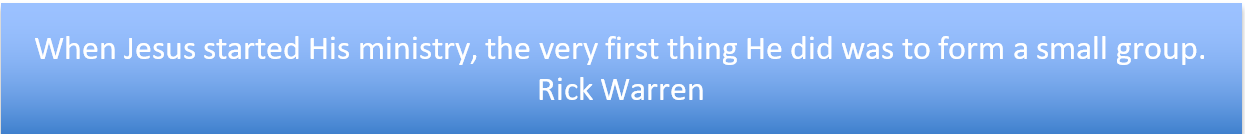 When Jesus started His ministry, the very first thing He did was to form a small group.
Rick Warren